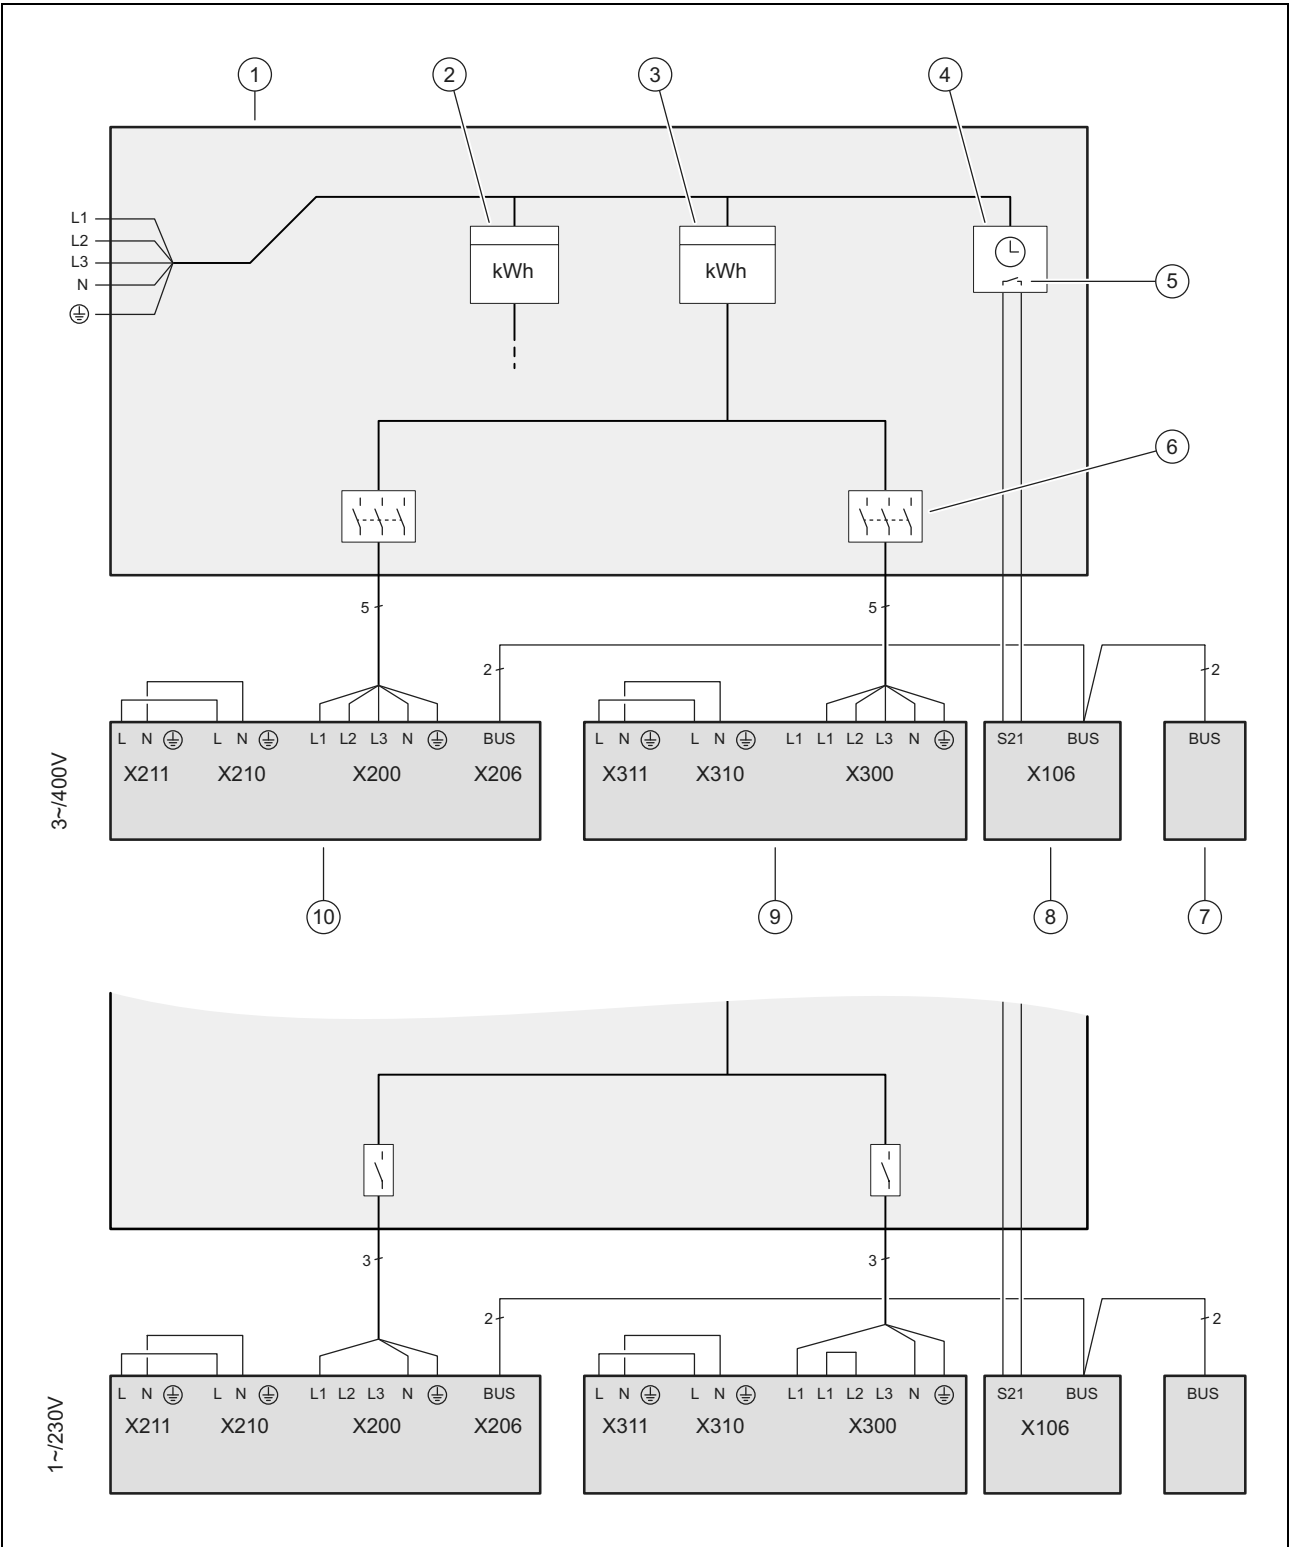 1 2 3 4
L1
L2
L3
N
kWh kWh
5
6
5 5
2 2
L N L N L1 L2 L3 N BUS L N L N L1 L1 L2 L3 N S21 BUS BUS
X211 X210 X200 X206 X311 X310 X300 X106
3~/400V
10 9 8 7
3 3
2 2
L N L N L1 L2 L3 N BUS L N L N L1 L1 L2 L3 N S21 BUS BUS
X211 X210 X200 X206 X311 X310 X300 X106
1~/230V